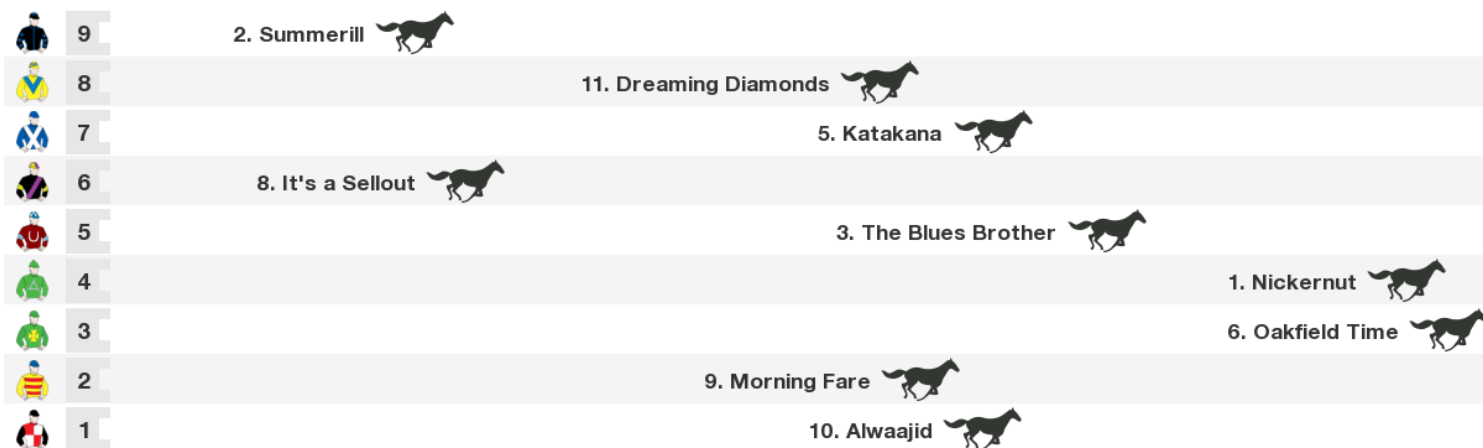 9 2. Summerill
8 11. Dreaming Diamonds
7 5. Katakana
6 8. It's a Sellout
5 3. The Blues Brother
4 1. Nickernut
3 6. Oakfield Time
2 9. Morning Fare
1 10. Alwaajid